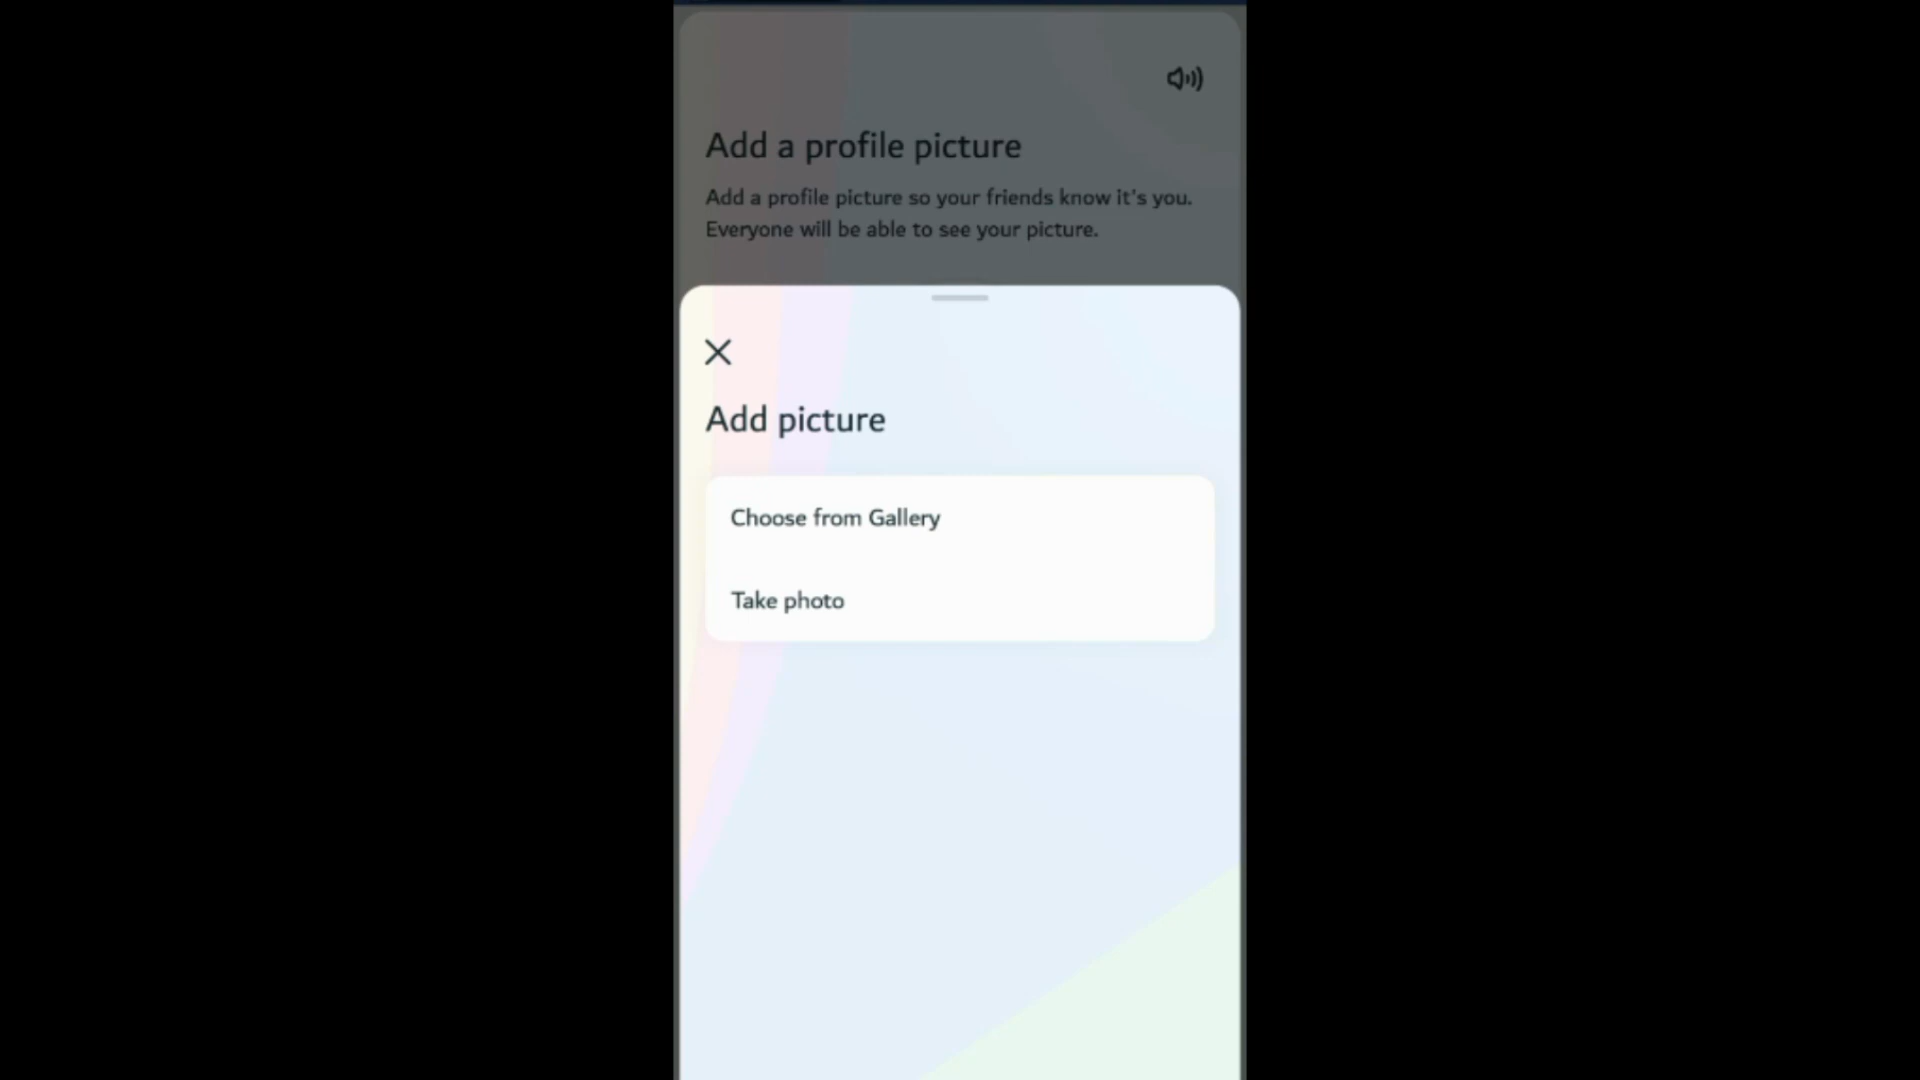 Add a profile picture
Add a profile picture so your friends know it's you.
Everyone will be able to see your picture.
Add picture
Choose from Gallery
Take photo